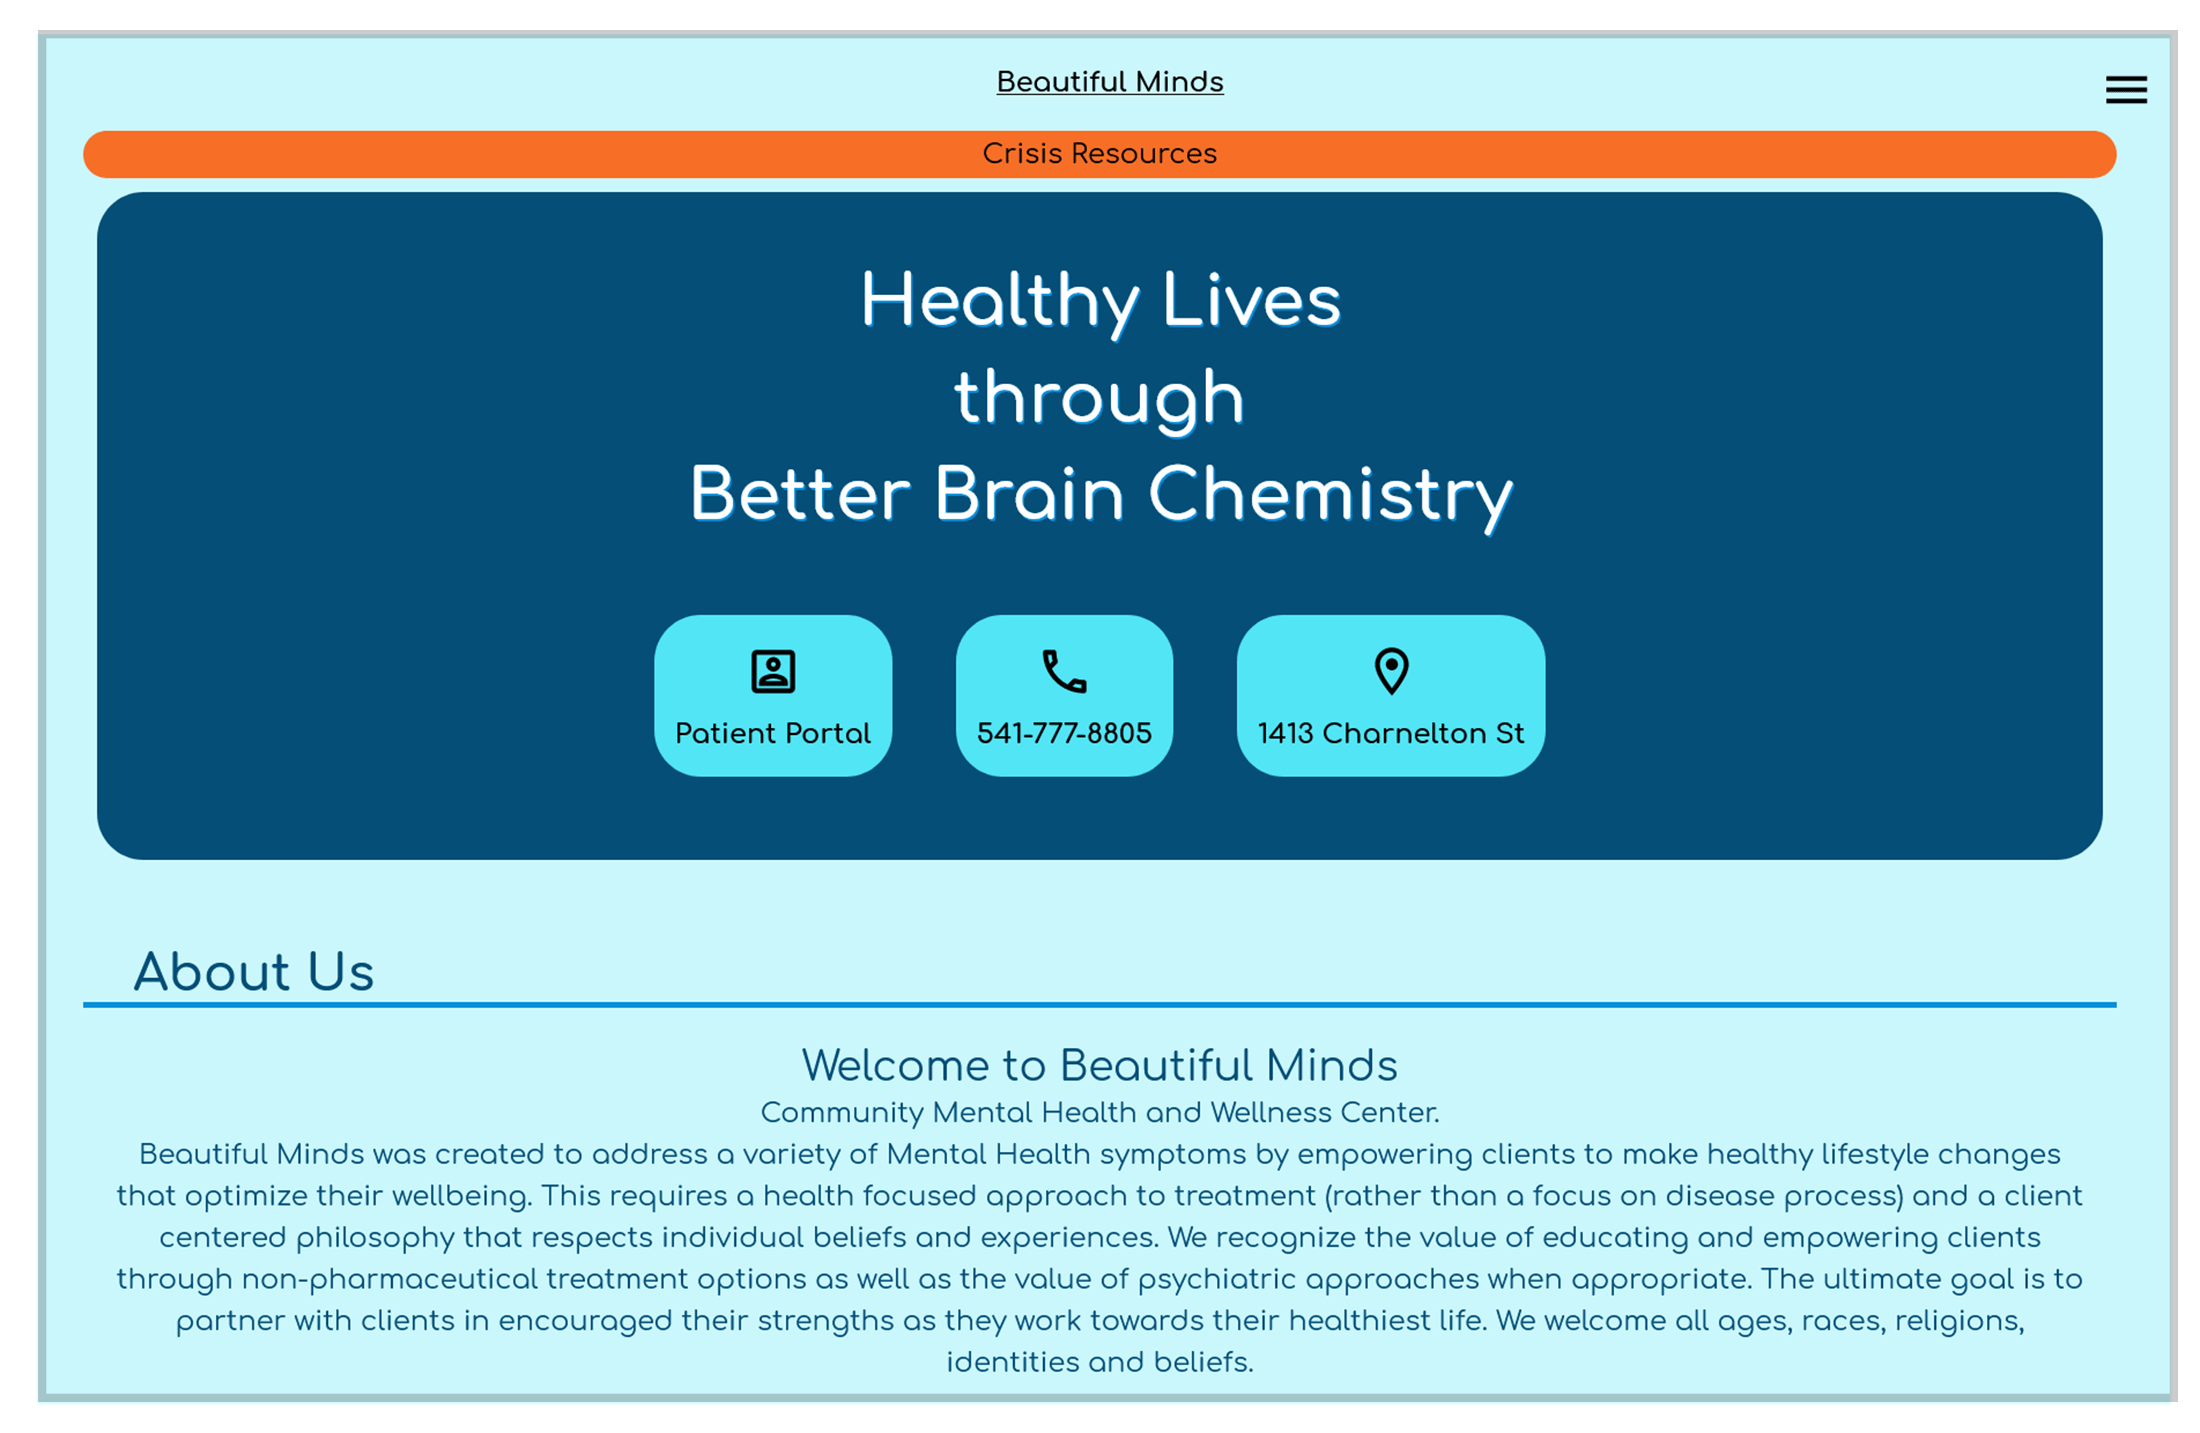 Beautiful Minds
Crisis Resources
Healthy Lives
through
Better Brain Chemistry
Patient Portal
541-777-8805
1413 Charnelton St
About Us
Welcome to Beautiful Minds
Community Mental Health and Wellness Center.
Beautiful Minds was created to address a variety of Mental Health symptoms by empowering clients to make healthy lifestyle changes
that optimize their wellbeing. This requires a health focused approach to treatment (rather than a focus on disease process) and a client
centered philosophy that respects individual beliefs and experiences. We recognize the value of educating and empowering clients
through non-pharmaceutical treatment options as well as the value of psychiatric approaches when appropriate. The ultimate goal is to
partner with clients in encouraged their strengths as they work towards their healthiest life. We welcome all ages, races, religions,
identities and beliefs.